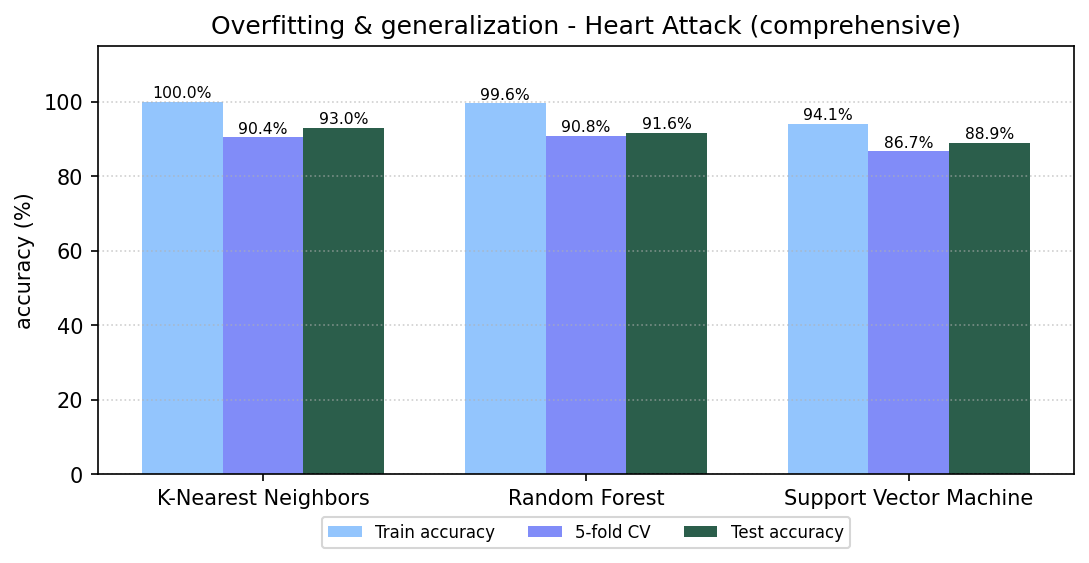 Overfitting & generalization - Heart Attack (comprehensive)
accuracy (%)
100
80
60
40
20
0
100.0%
90.4%
93.0%
99.6%
90.8%
91.6%
94.1%
86.7%
88.9%
K-Nearest Neighbors
Random Forest
Support Vector Machine
Train accuracy
5-fold CV
Test accuracy